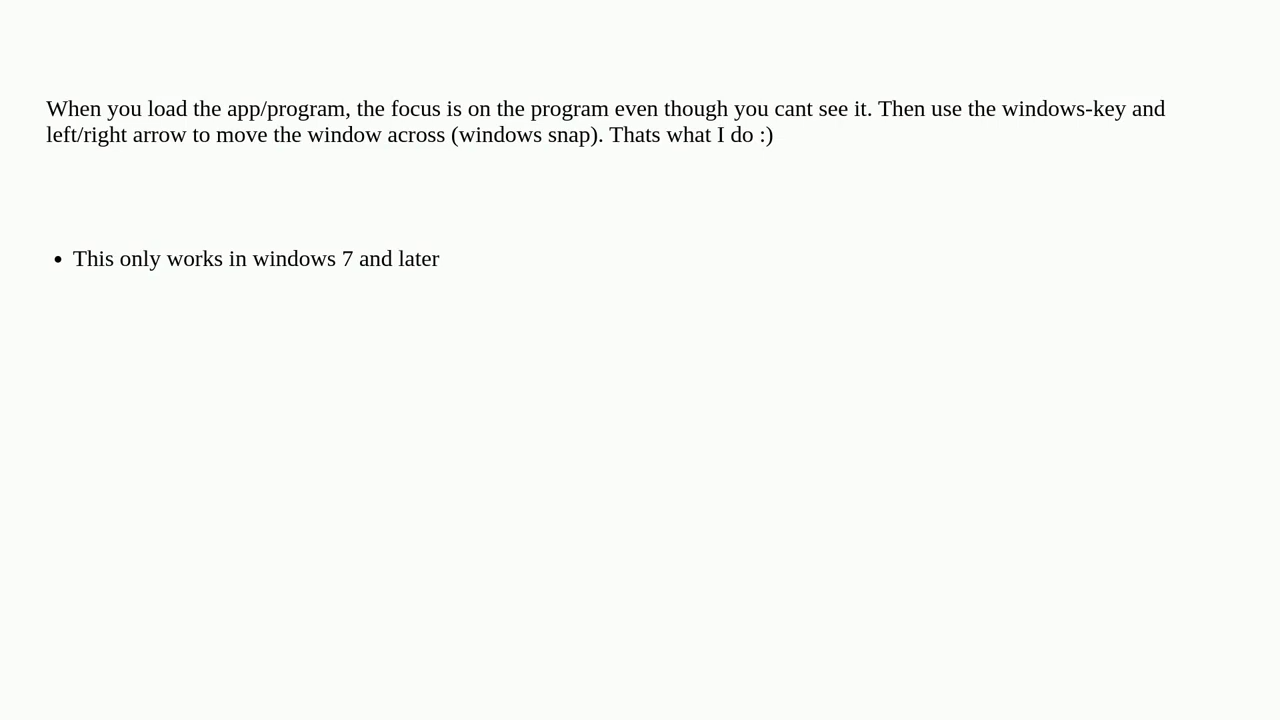 When you load the app/program, the focus is on the program even though you cant see it. Then use the windows-key and
left/right arrow to move the window across (windows snap). Thats what I do :)
• This only works in windows 7 and later